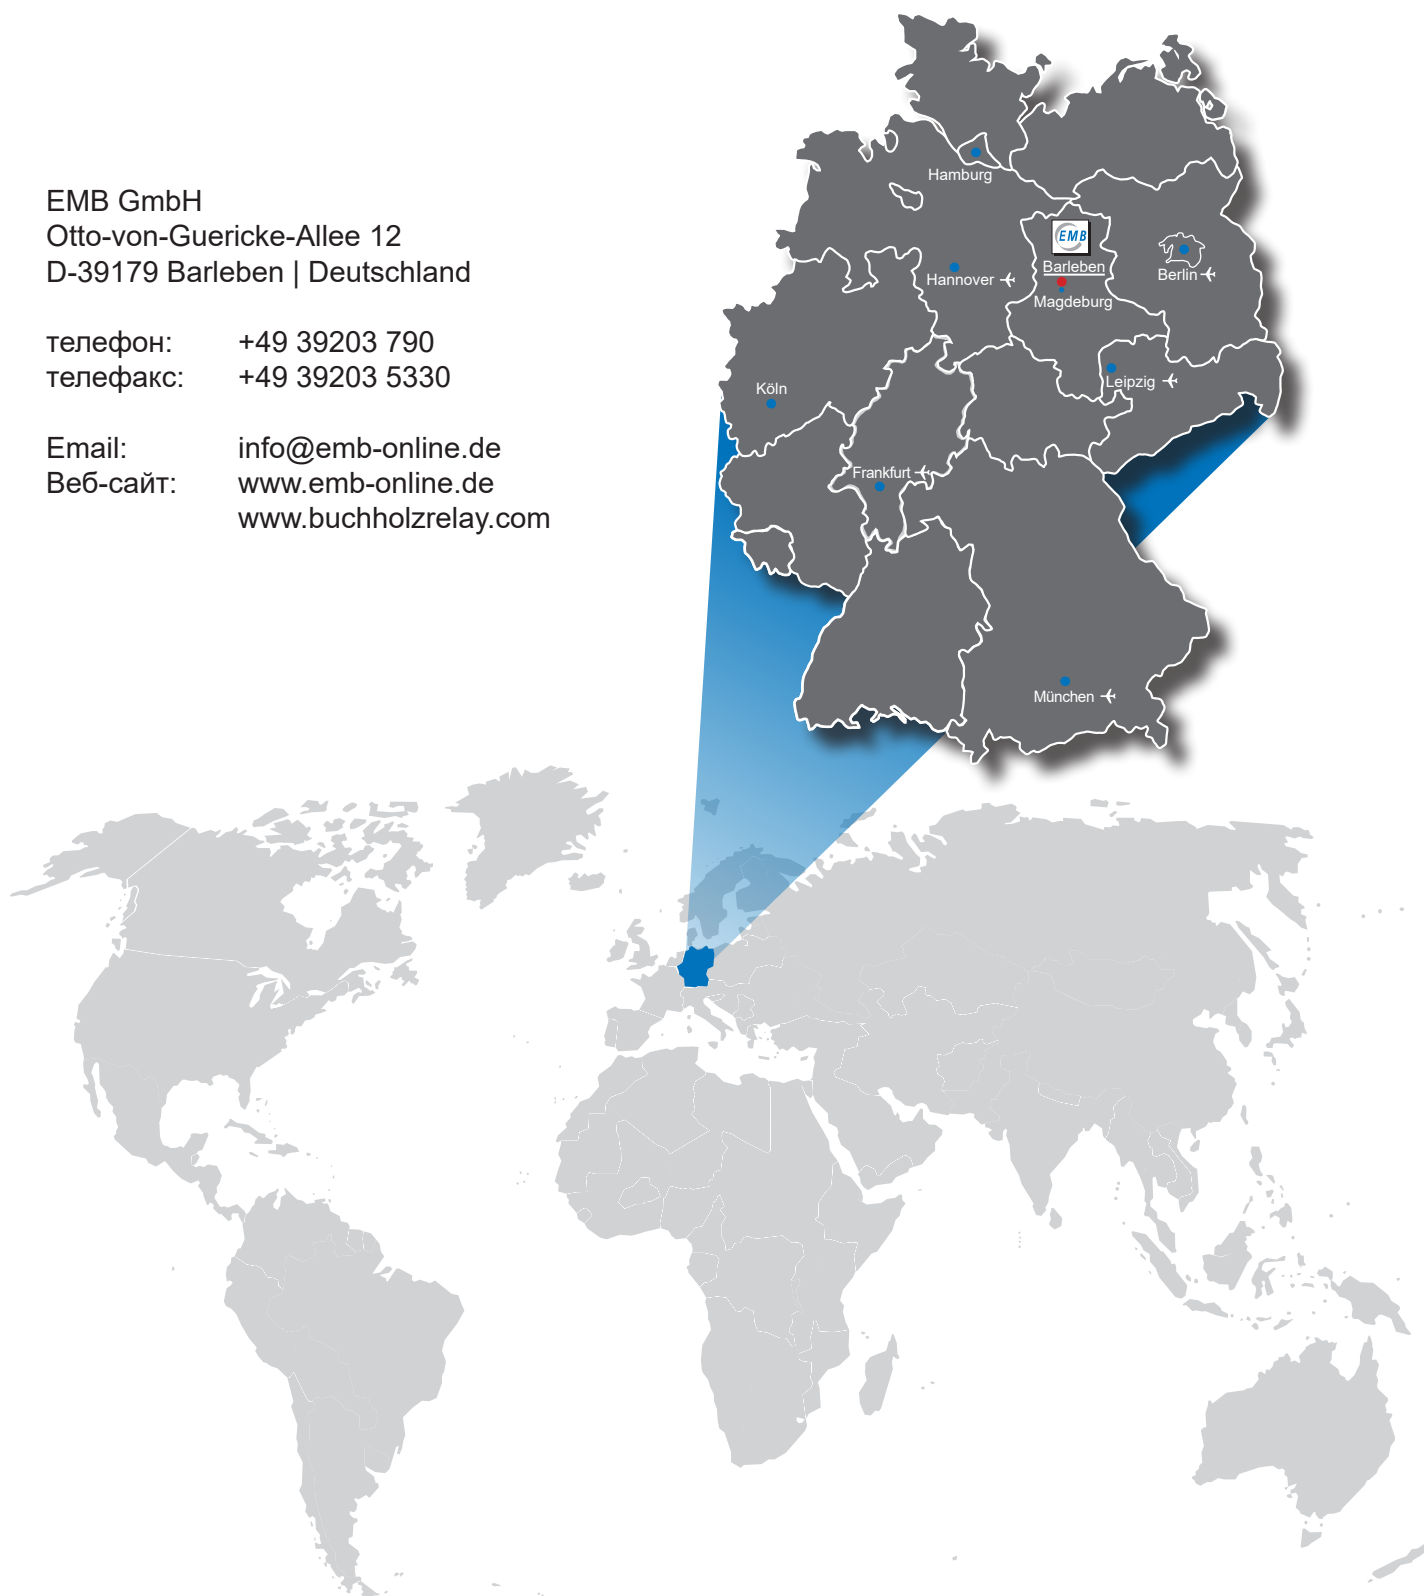 EMB GmbH
Otto-von-Guericke-Allee 12
D-39179 Barleben | Deutschland
телефон: +49 39203 790
телефакс: +49 39203 5330
Email: info@emb-online.de
Веб-сайт: www.emb-online.de
www.buchholzrelay.com
Hamburg
EMB
Barleben
Hannover
Berlin
Magdeburg
Leipzig
Köln
Frankfurt
München